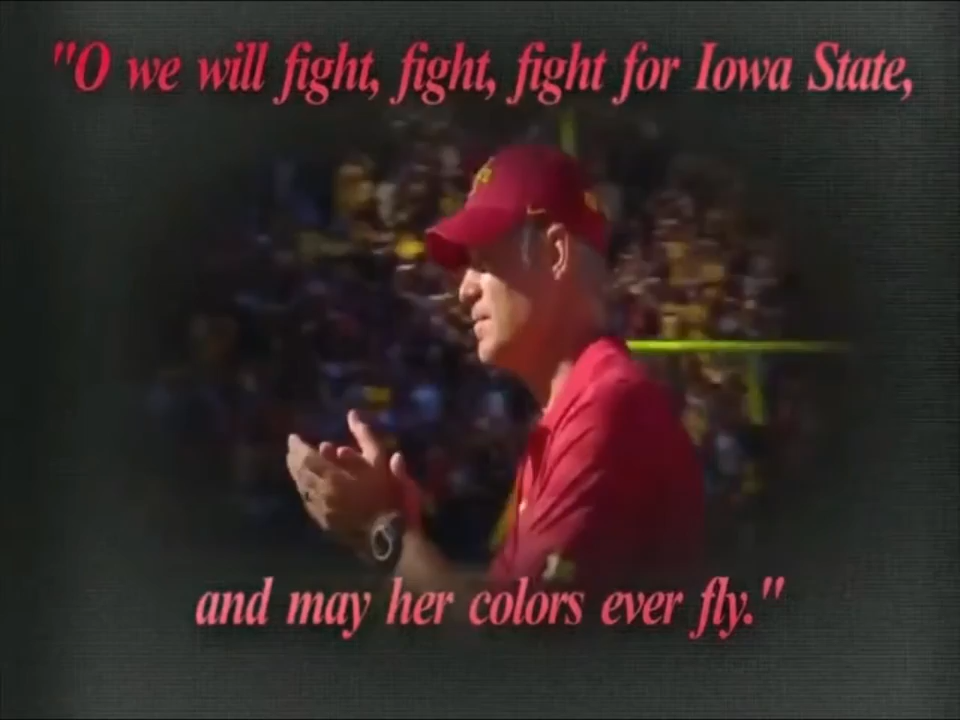 "O we will fight, fight, fight for Iowa State,
and may her colors ever fly."